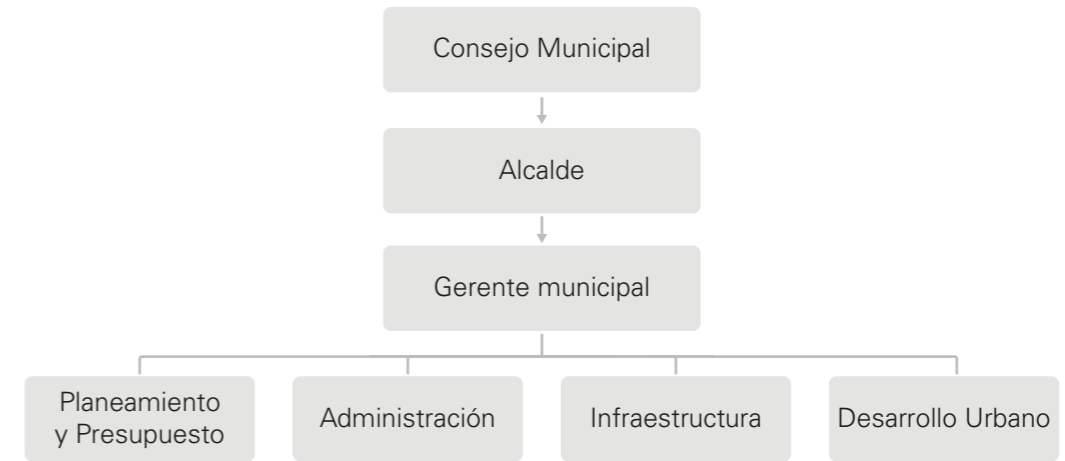 Consejo Municipal
Alcalde
Gerente municipal
Planeamiento
y Presupuesto
Administración
Infraestructura
Desarrollo Urbano